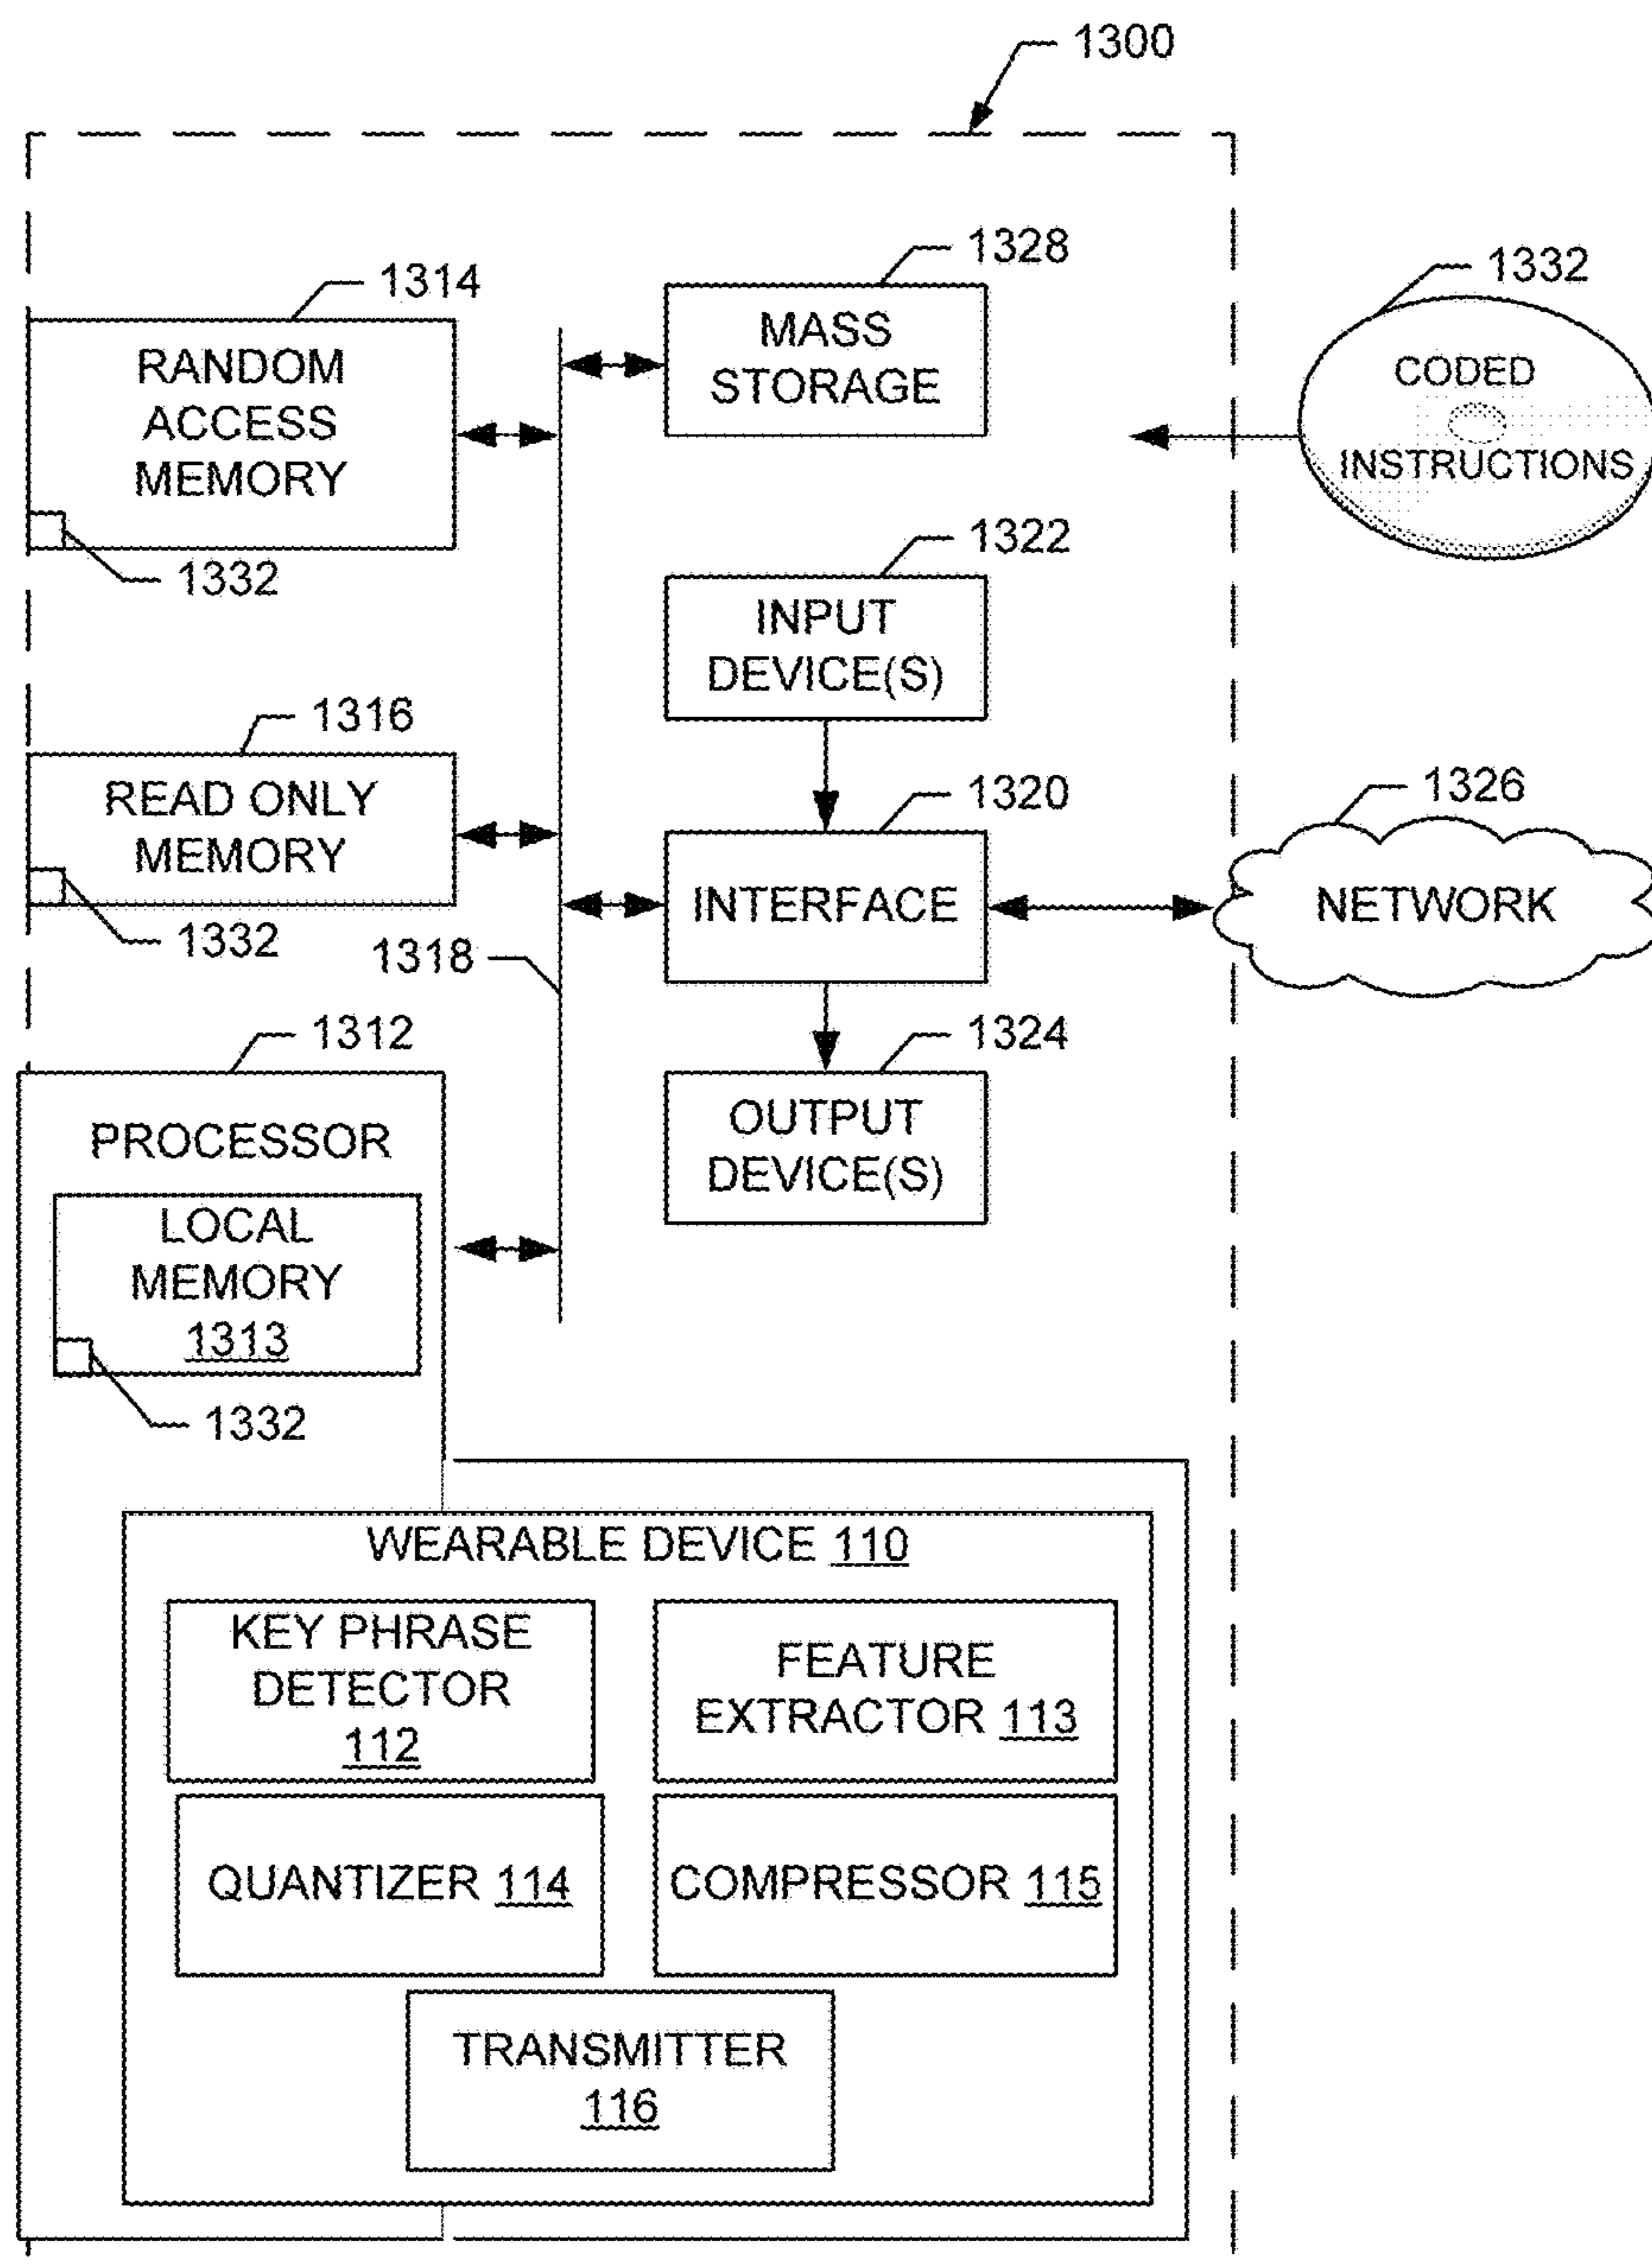 1300
1314
RANDOM
ACCESS
MEMORY
1332
1328
MASS
STORAGE
1332
CODED
INSTRUCTIONS
1322
INPUT
DEVICE(S)
1316
READ ONLY
MEMORY
1332
1320
INTERFACE
1326
NETWORK
1318
1312
PROCESSOR
LOCAL
MEMORY
1313
1332
1324
OUTPUT
DEVICE(S)
WEARABLE DEVICE 110
KEY PHRASE
DETECTOR
112
FEATURE
EXTRACTOR 113
QUANTIZER 114
COMPRESSOR 115
TRANSMITTER
116